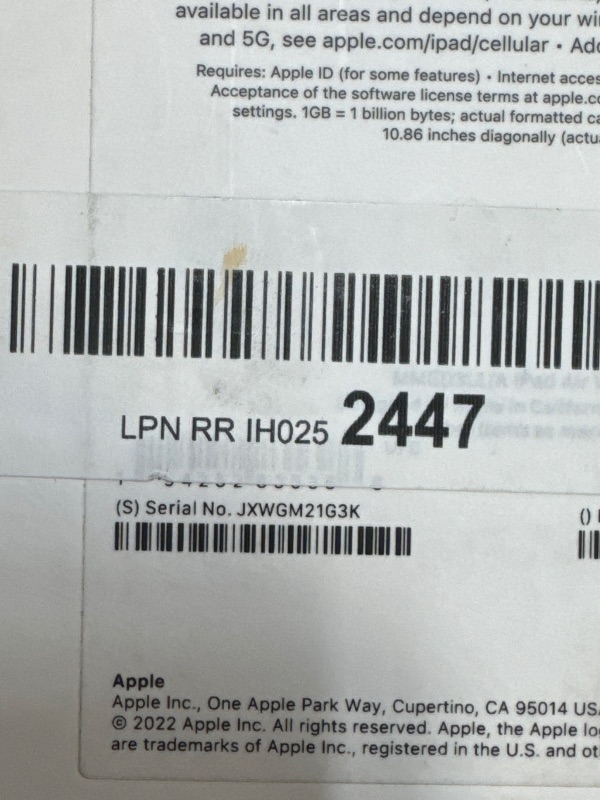 available in all areas and depend on your wi
and 5G, see apple.com/ipad/cellular • Add
Requires: Apple ID (for some features) • Internet acces
Acceptance of the software license terms at apple.co
settings. 1GB = 1 billion bytes; actual formatted ca
10.86 inches diagonally (actu
LPN RR IH025 2447
(S) Serial No. JXWGM21G3K
()
Apple
Apple Inc., One Apple Park Way, Cupertino, CA 95014 USA
© 2022 Apple Inc. All rights reserved. Apple, the Apple lo
are trademarks of Apple Inc., registered in the U.S. and ot